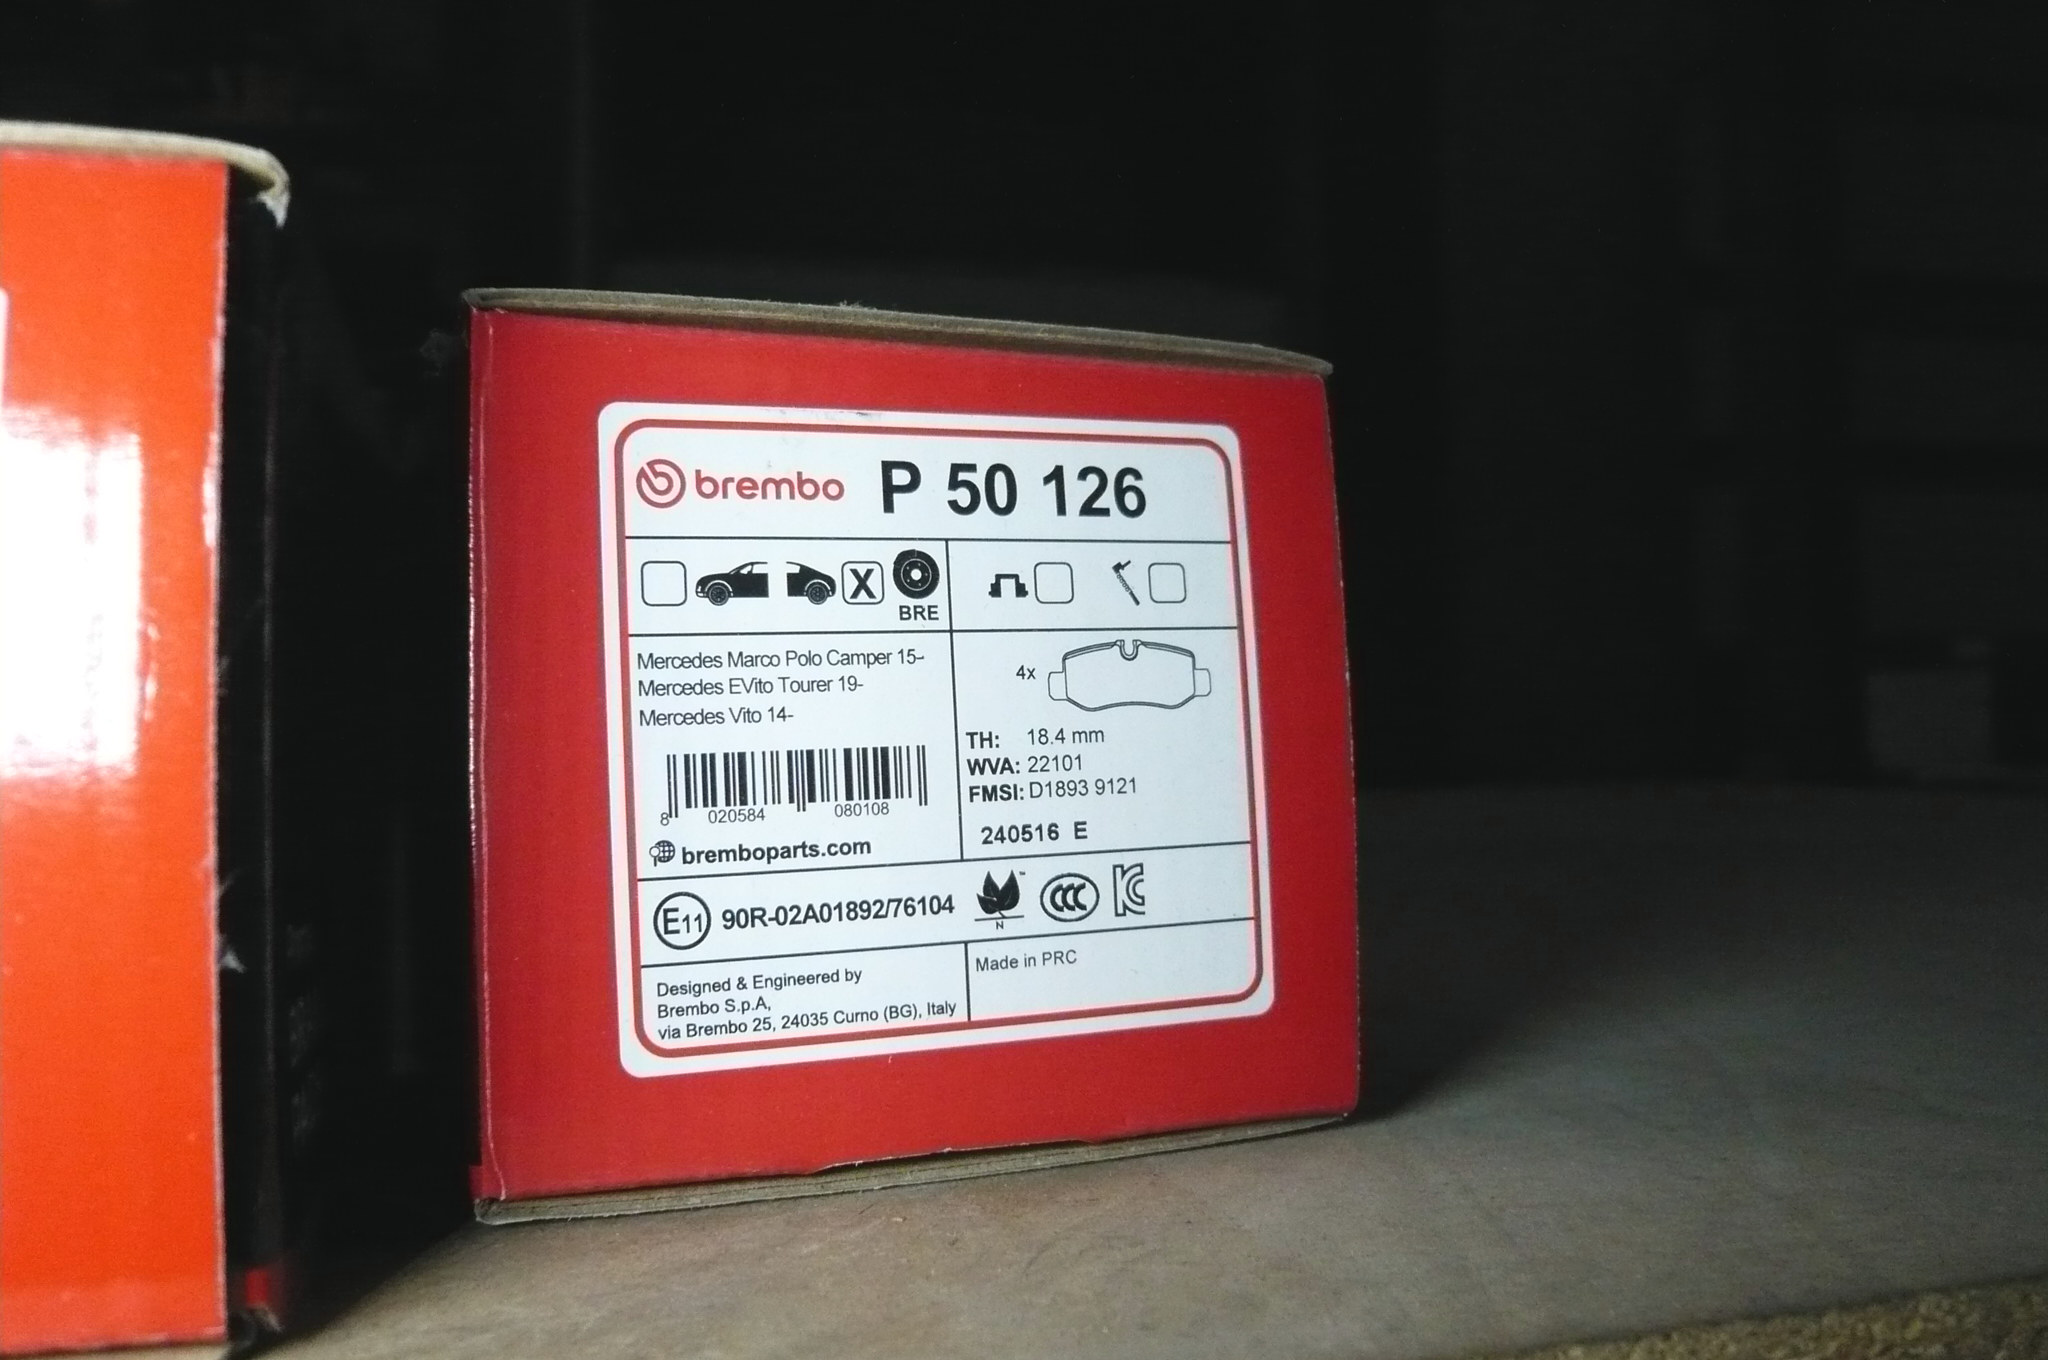 brembo P 50 126
X
BRE
Mercedes Marco Polo Camper 15-
Mercedes EVito Tourer 19-
Mercedes Vito 14-
8 020584 080108
bremboparts.com
4x
TH: 18.4 mm
WVA: 22101
FMSI: D1893 9121
240516 E
E11 90R-02A01892/76104
N
CCC
KC
Designed & Engineered by
Brembo S.p.A,
via Brembo 25, 24035 Curno (BG), Italy
Made in PRC